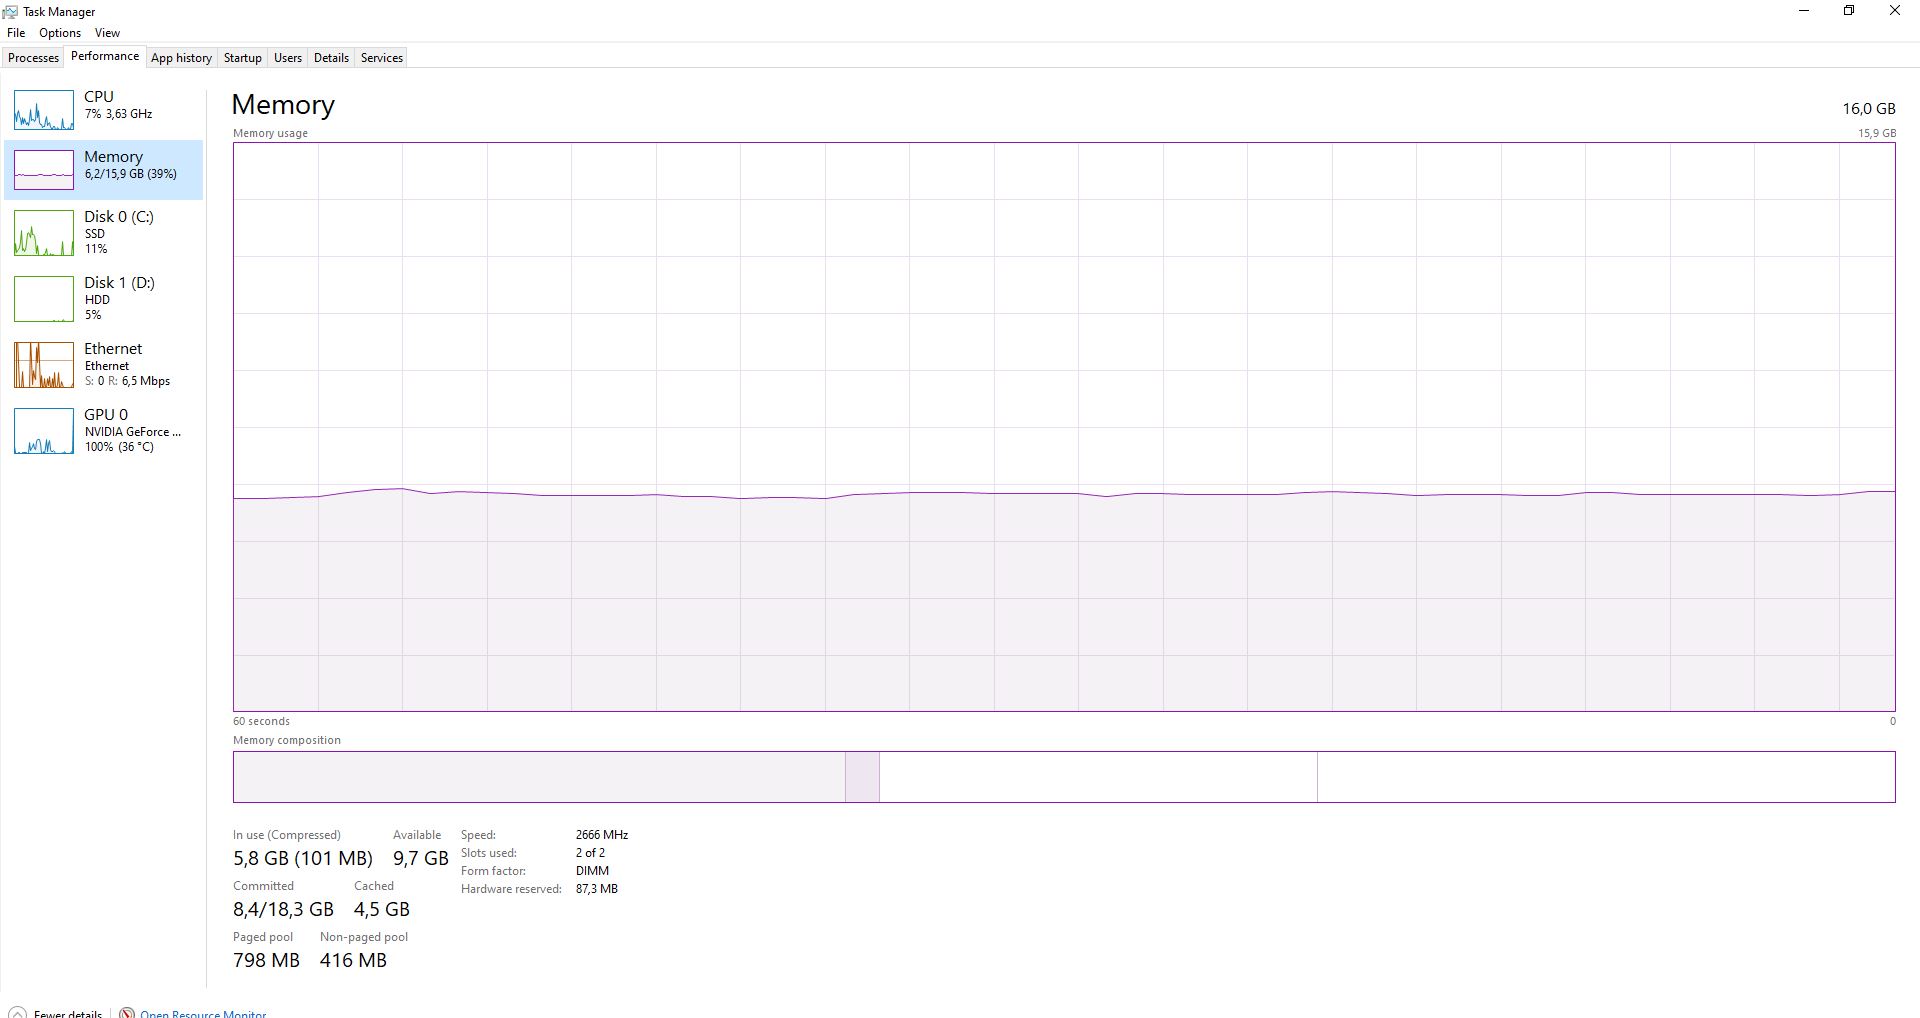 Task Manager
File Options View
Processes Performance App history Startup Users Details Services
CPU
7% 3,63 GHz
Memory
6,2/15,9 GB (39%)
Disk 0 (C:)
SSD
11%
Disk 1 (D:)
HDD
5%
Ethernet
Ethernet
S: 0 R: 6,5 Mbps
GPU 0
NVIDIA GeForce ...
100% (36 °C)
Memory 16,0 GB
Memory usage 15,9 GB
60 seconds 0
Memory composition
In use (Compressed) Available
5,8 GB (101 MB) 9,7 GB
Committed Cached
8,4/18,3 GB 4,5 GB
Paged pool Non-paged pool
798 MB 416 MB
Speed: 2666 MHz
Slots used: 2 of 2
Form factor: DIMM
Hardware reserved: 87,3 MB
Fewer details Open Resource Monitor